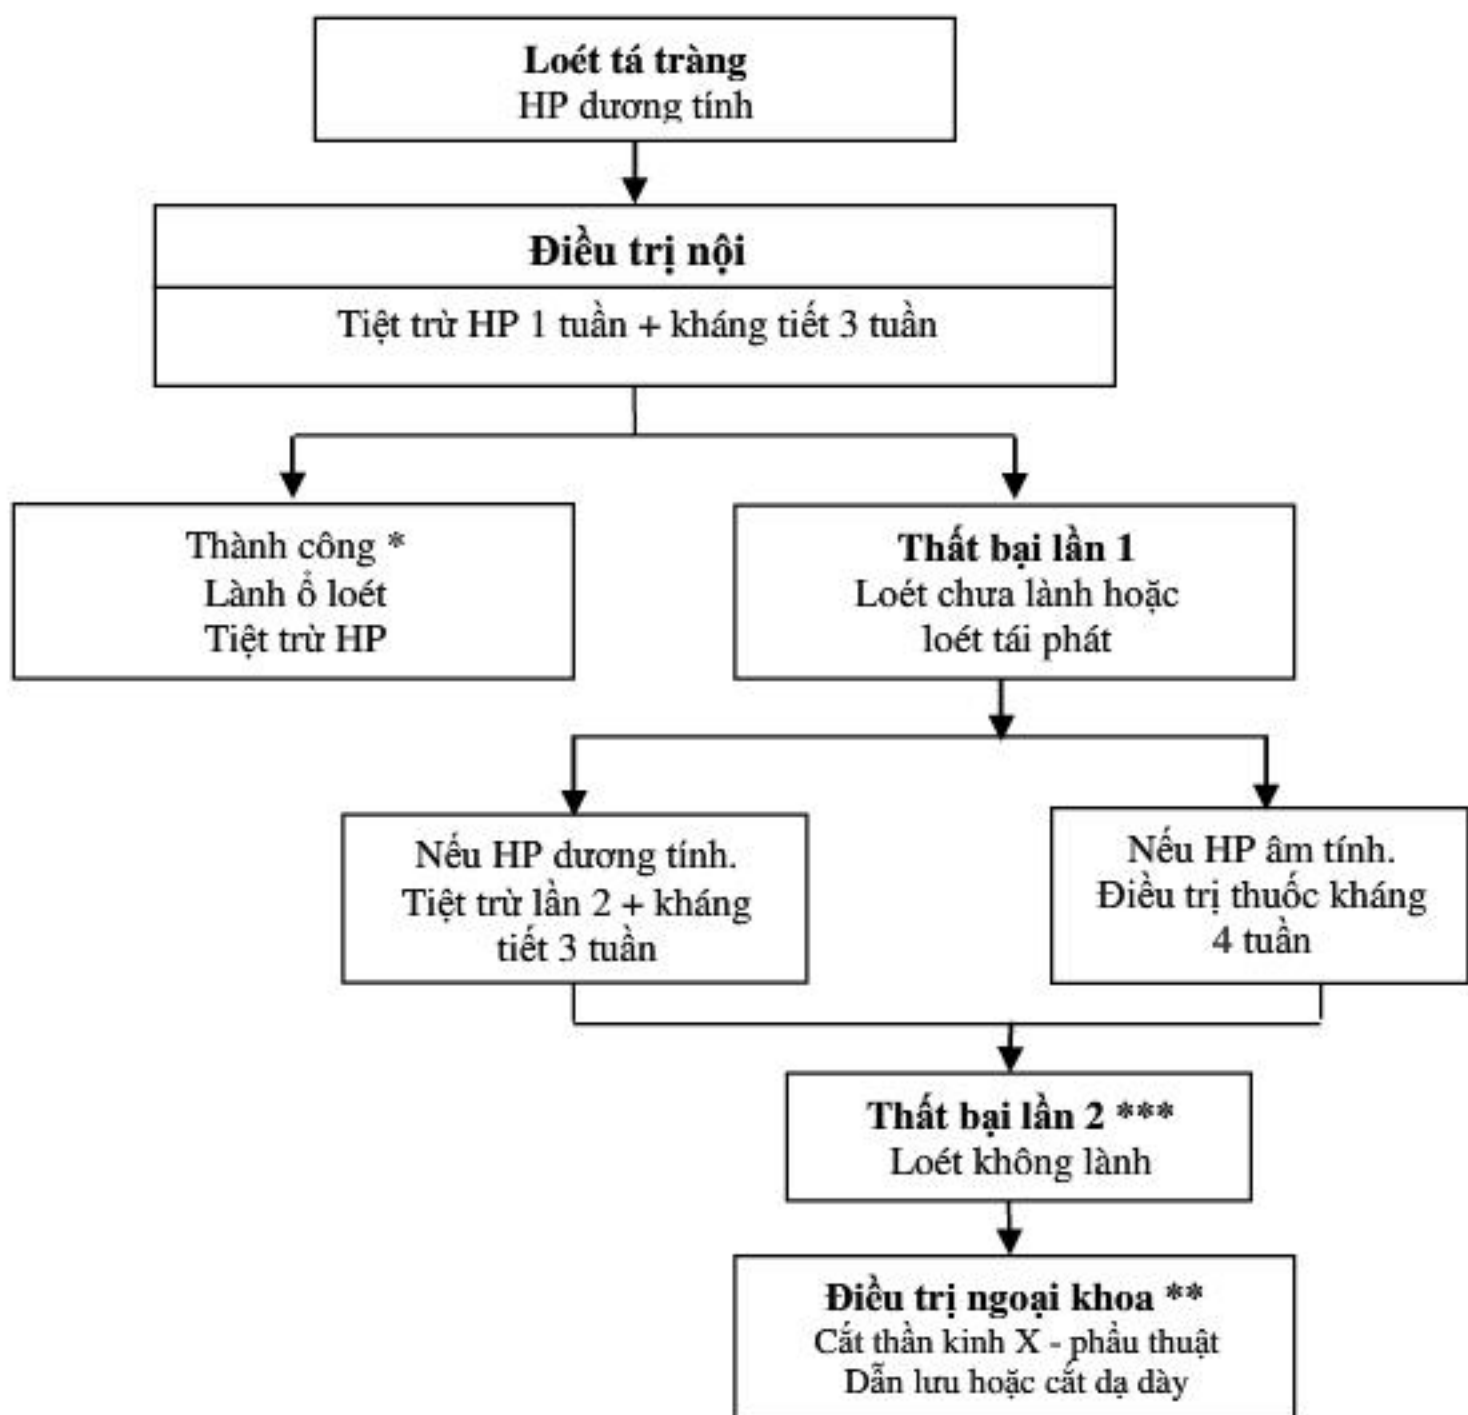 Loét tá tràng
HP dương tính
Điều trị nội
Tiệt trừ HP 1 tuần + kháng tiết 3 tuần
Thành công *
Lành ổ loét
Tiệt trừ HP
Thất bại lần 1
Loét chưa lành hoặc
loét tái phát
Nếu HP dương tính.
Tiệt trừ lần 2 + kháng
tiết 3 tuần
Nếu HP âm tính.
Điều trị thuốc kháng
4 tuần
Thất bại lần 2 ***
Loét không lành
Điều trị ngoại khoa **
Cắt thần kinh X - phẫu thuật
Dẫn lưu hoặc cắt dạ dày